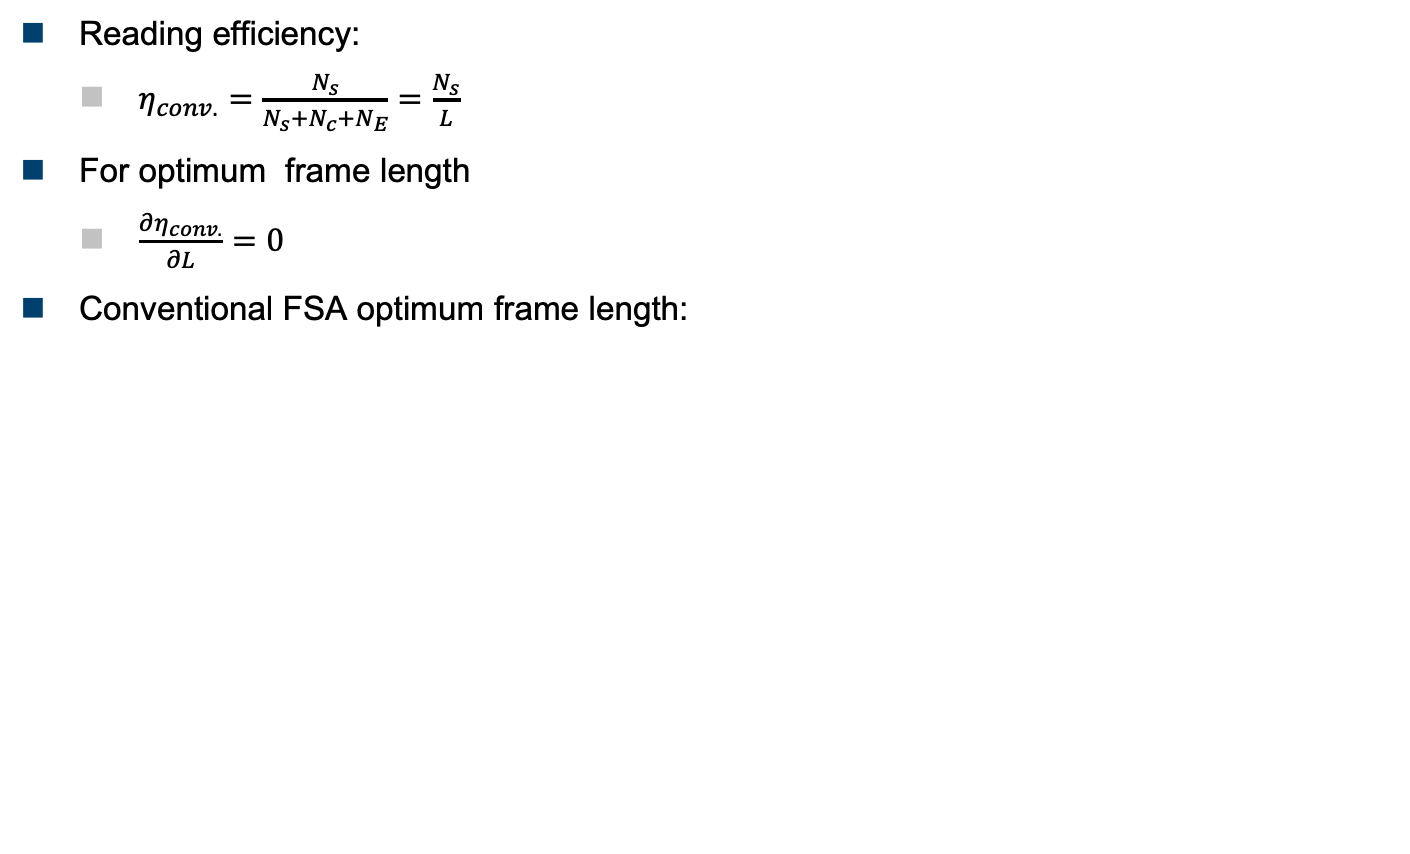 Reading efficiency:
η_conv. = N_S / (N_S+N_c+N_E) = N_S / L
For optimum  frame length
∂η_conv. / ∂L = 0
Conventional FSA optimum frame length: